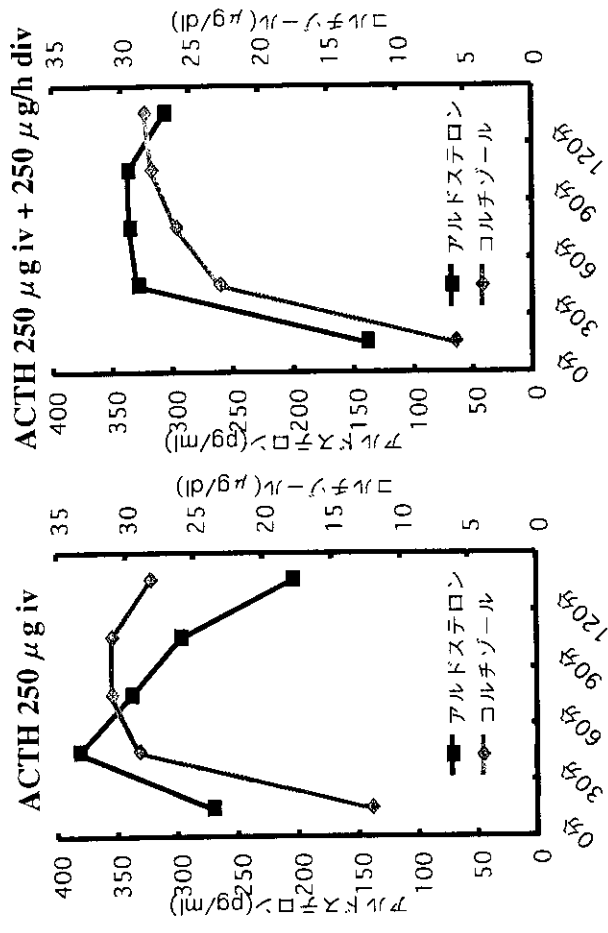 ACTH 250 μg iv
アルドステロン(pg/ml)
400
350
300
250
200
150
100
50
0
コルチゾール(μg/dl)
35
30
25
20
15
10
5
0
アルドステロン
コルチゾール
0分
30分
60分
90分
120分
ACTH 250 μg iv + 250 μg/h div
アルドステロン(pg/ml)
400
350
300
250
200
150
100
50
0
コルチゾール(μg/dl)
35
30
25
20
15
10
5
0
アルドステロン
コルチゾール
0分
30分
60分
90分
120分